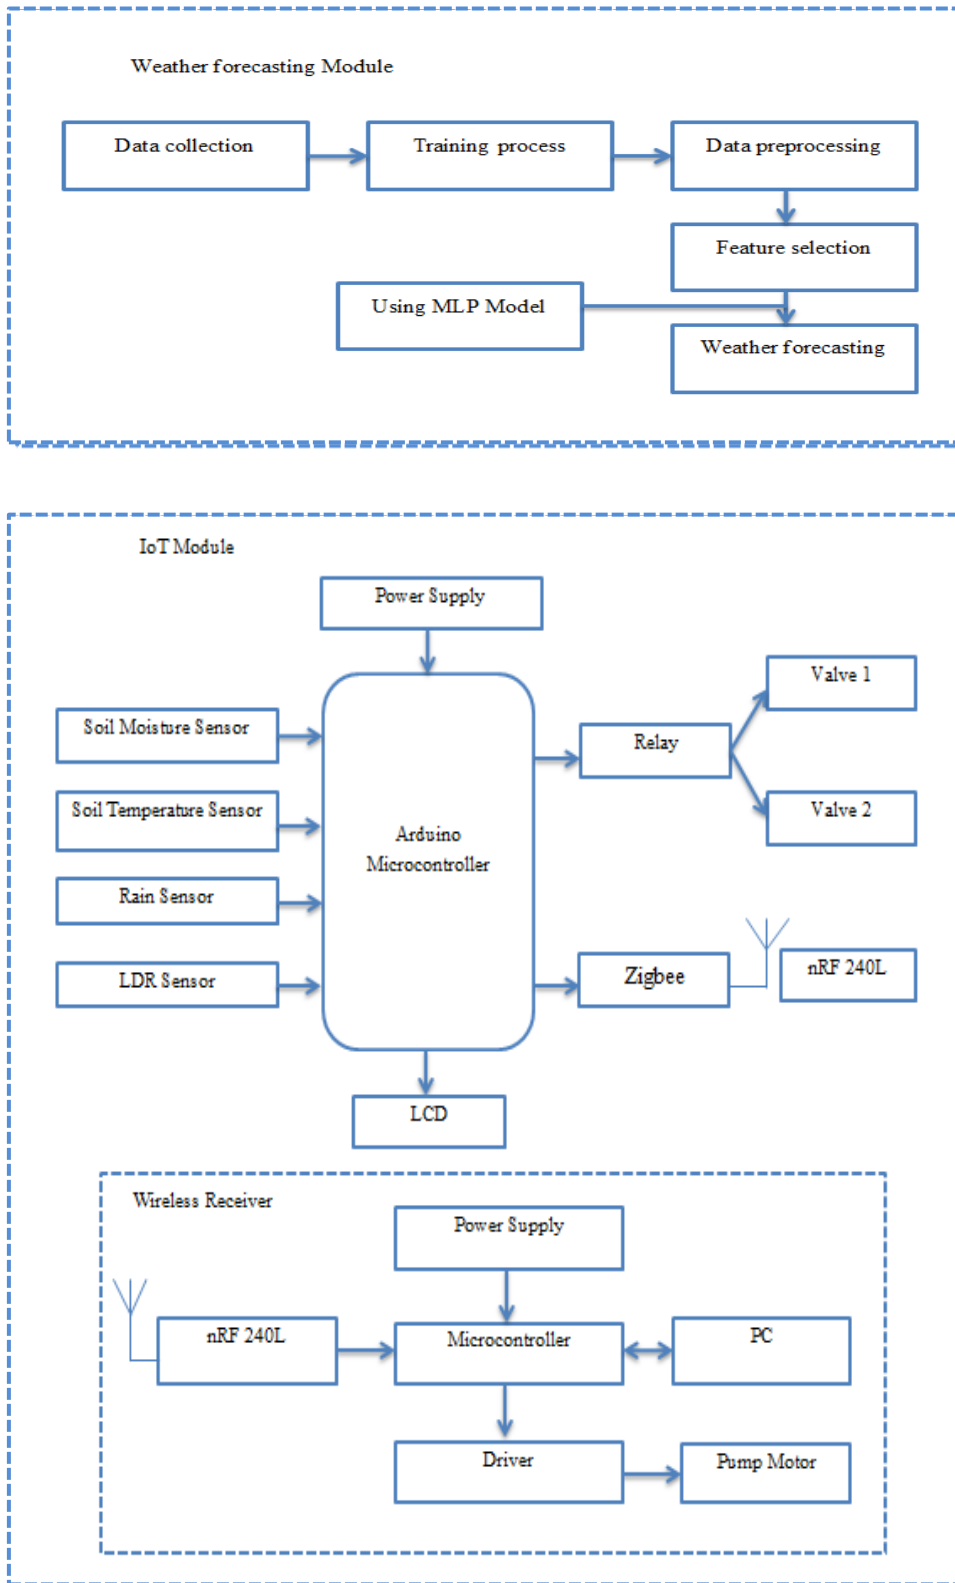 Weather forecasting Module
Data collection
Training process
Data preprocessing
Feature selection
Using MLP Model
Weather forecasting
IoT Module
Power Supply
Valve 1
Soil Moisture Sensor
Relay
Soil Temperature Sensor
Valve 2
Arduino
Microcontroller
Rain Sensor
LDR Sensor
Zigbee
nRF 240L
LCD
Wireless Receiver
Power Supply
nRF 240L
Microcontroller
PC
Driver
Pump Motor